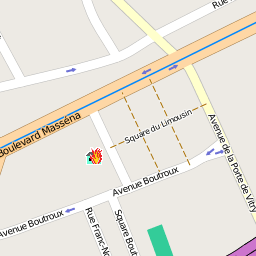 Rue
Boulevard Masséna
Square du Limousin
Avenue de la Porte de Vitry
Avenue Boutroux
Avenue Boutroux
Rue Franc-No
Square Bout